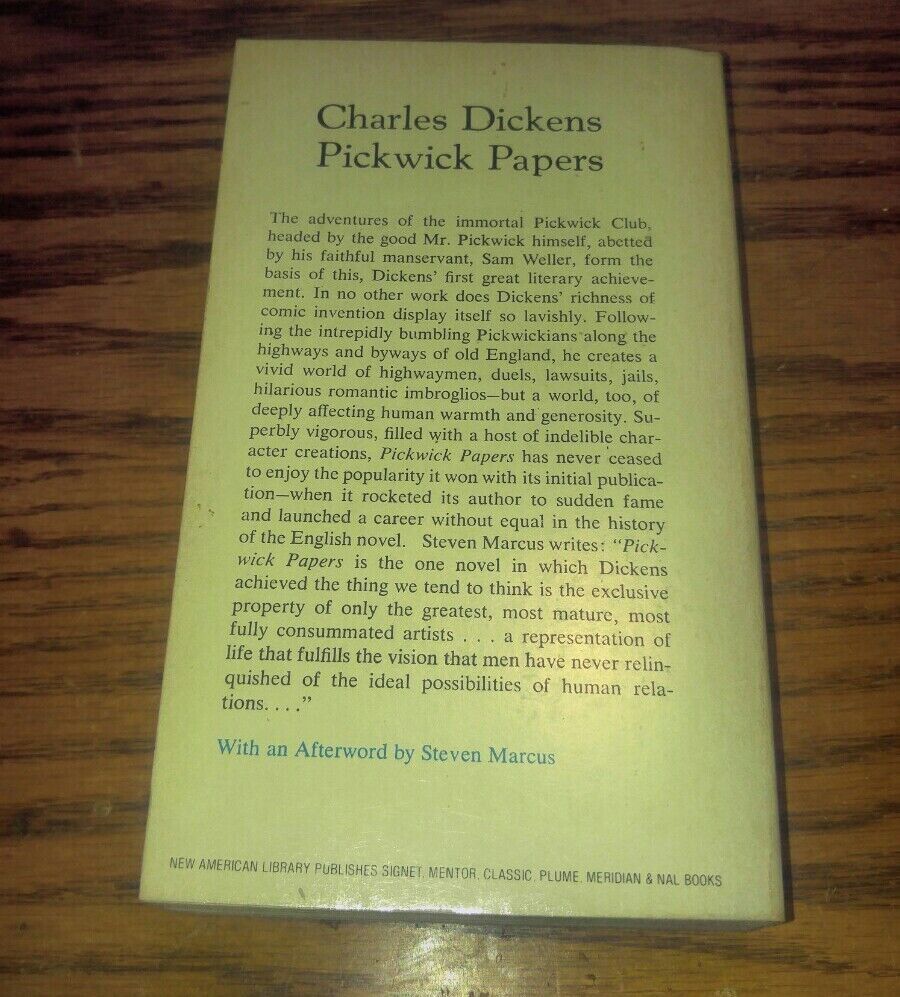 Charles Dickens
Pickwick Papers
The adventures of the immortal Pickwick Club,
headed by the good Mr. Pickwick himself, abetted
by his faithful manservant, Sam Weller, form the
basis of this, Dickens' first great literary achieve-
ment. In no other work does Dickens' richness of
comic invention display itself so lavishly. Follow-
ing the intrepidly bumbling Pickwickians along the
highways and byways of old England, he creates a
vivid world of highwaymen, duels, lawsuits, jails,
hilarious romantic imbroglios—but a world, too, of
deeply affecting human warmth and generosity. Su-
perbly vigorous, filled with a host of indelible char-
acter creations, Pickwick Papers has never ceased
to enjoy the popularity it won with its initial publica-
tion—when it rocketed its author to sudden fame
and launched a career without equal in the history
of the English novel. Steven Marcus writes: "Pick-
wick Papers is the one novel in which Dickens
achieved the thing we tend to think is the exclusive
property of only the greatest, most mature, most
fully consummated artists . . . a representation of
life that fulfills the vision that men have never relin-
quished of the ideal possibilities of human rela-
tions. . . ."
With an Afterword by Steven Marcus
NEW AMERICAN LIBRARY PUBLISHES SIGNET, MENTOR, CLASSIC, PLUME, MERIDIAN & NAL BOOKS